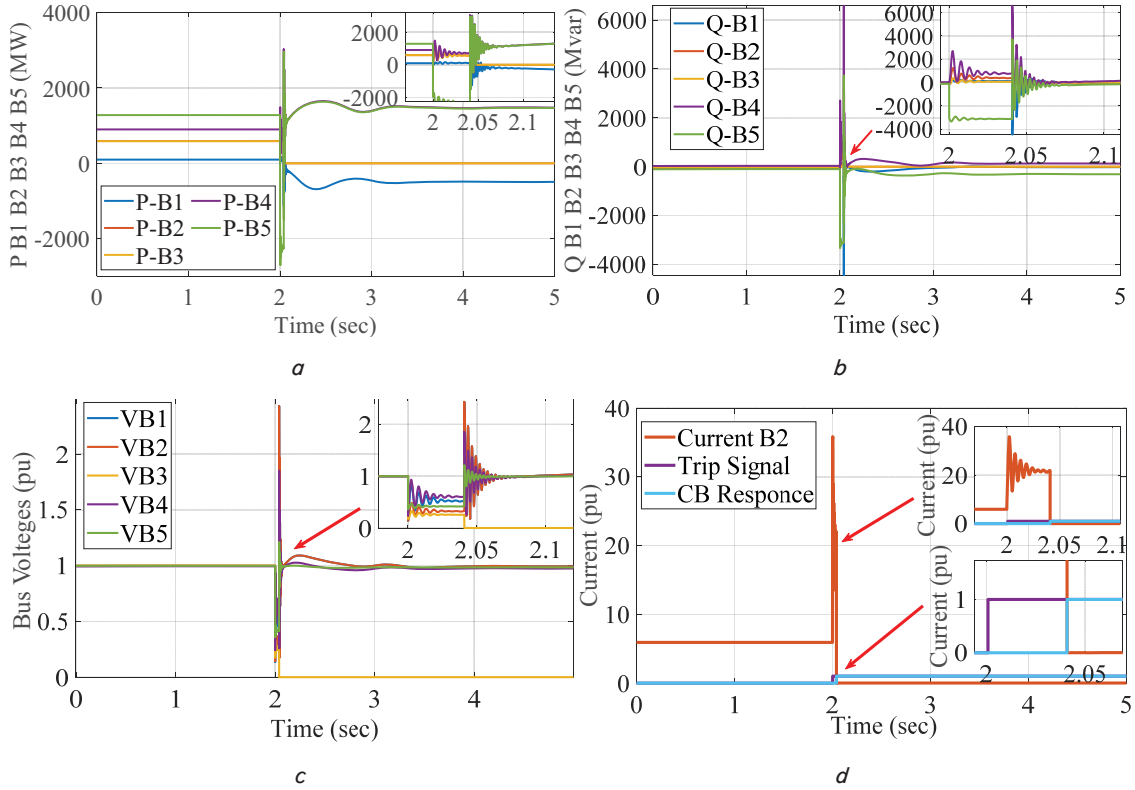 P B1 B2 B3 B4 B5 (MW)
4000
2000
0
-2000
0 1 2 3 4 5
Time (sec)
P-B1
P-B2
P-B3
P-B4
P-B5
2000
0
-2000
2 2.05 2.1
a
Q B1 B2 B3 B4 B5 (Mvar)
6000
4000
2000
0
-2000
-4000
0 1 2 3 4 5
Time (sec)
Q-B1
Q-B2
Q-B3
Q-B4
Q-B5
6000
4000
2000
0
-2000
-4000
2 2.05 2.1
b
Bus Volteges (pu)
2
1.5
1
0.5
0
0 1 2 3 4
Time (sec)
VB1
VB2
VB3
VB4
VB5
2
1
0
2 2.05 2.1
c
Current (pu)
40
30
20
10
0
0 1 2 3 4 5
Time (sec)
Current B2
Trip Signal
CB Responce
Current (pu)
40
20
0
2 2.05 2.1
Current (pu)
1
0
2 2.05
d